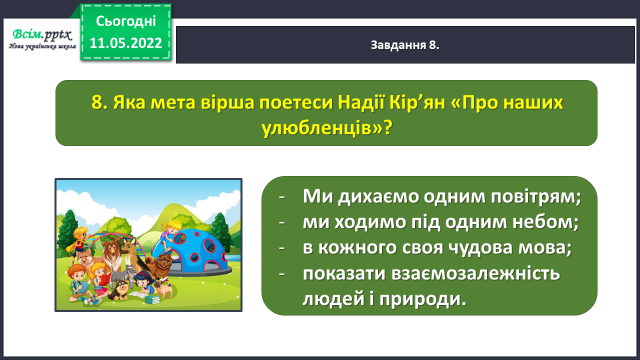 Сьогодні
11.05.2022
Всім.pptx
Нова українська школа
Завдання 8.
8. Яка мета вірша поетеси Надії Кір’ян «Про наших
улюбленців»?
- Ми дихаємо одним повітрям;
- ми ходимо під одним небом;
- в кожного своя чудова мова;
- показати взаємозалежність
людей і природи.